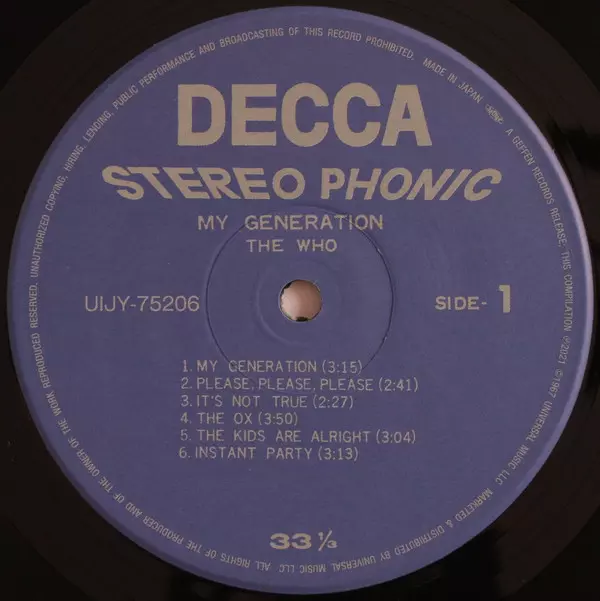 DECCA
STEREO PHONIC
MY GENERATION
THE WHO
UIJY-75206
SIDE-1
1. MY GENERATION (3:15)
2. PLEASE, PLEASE, PLEASE (2:41)
3. IT'S NOT TRUE (2:27)
4. THE OX (3:50)
5. THE KIDS ARE ALRIGHT (3:04)
6. INSTANT PARTY (3:13)
33 1/3
ALL RIGHTS OF THE PRODUCER AND OF THE OWNER OF THE WORK REPRODUCED RESERVED. UNAUTHORIZED COPYING, HIRING, LENDING, PUBLIC PERFORMANCE AND BROADCASTING OF THIS RECORD PROHIBITED. MADE IN JAPAN
A GEFFEN RECORDS RELEASE; THIS COMPILATION ℗2021 ©1967 UNIVERSAL MUSIC LLC. MARKETED & DISTRIBUTED BY UNIVERSAL MUSIC LLC.